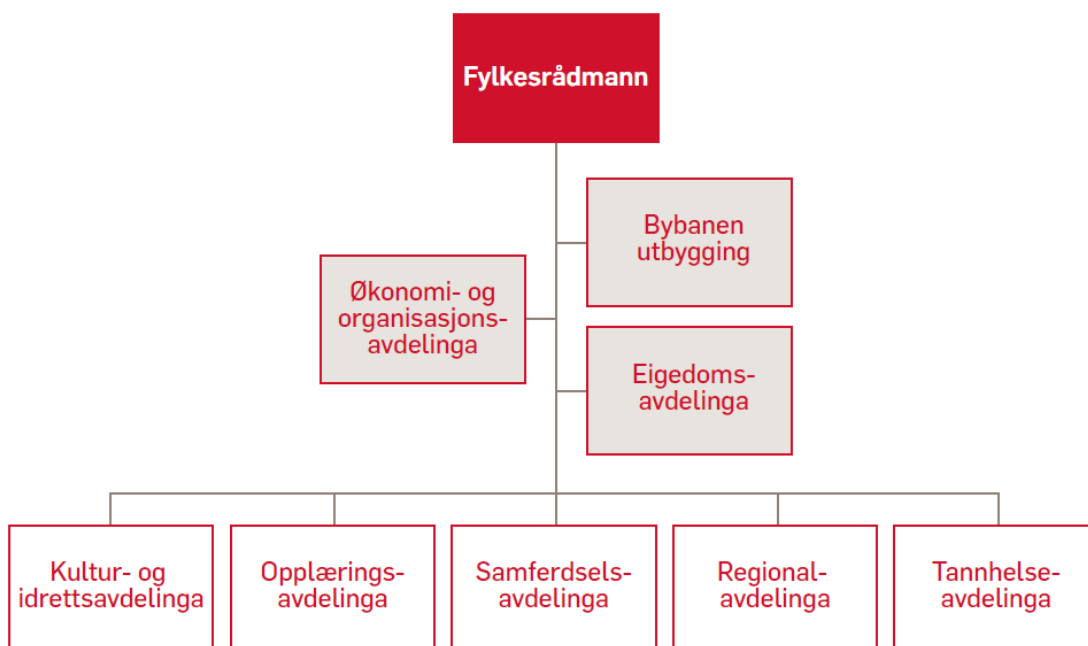 Fylkesrådmann
Bybanen
utbygging
Økonomi- og
organisasjons-
avdelinga
Eigedoms-
avdelinga
Kultur- og
idrettsavdelinga
Opplærings-
avdelinga
Samferdsels-
avdelinga
Regional-
avdelinga
Tannhelse-
avdelinga